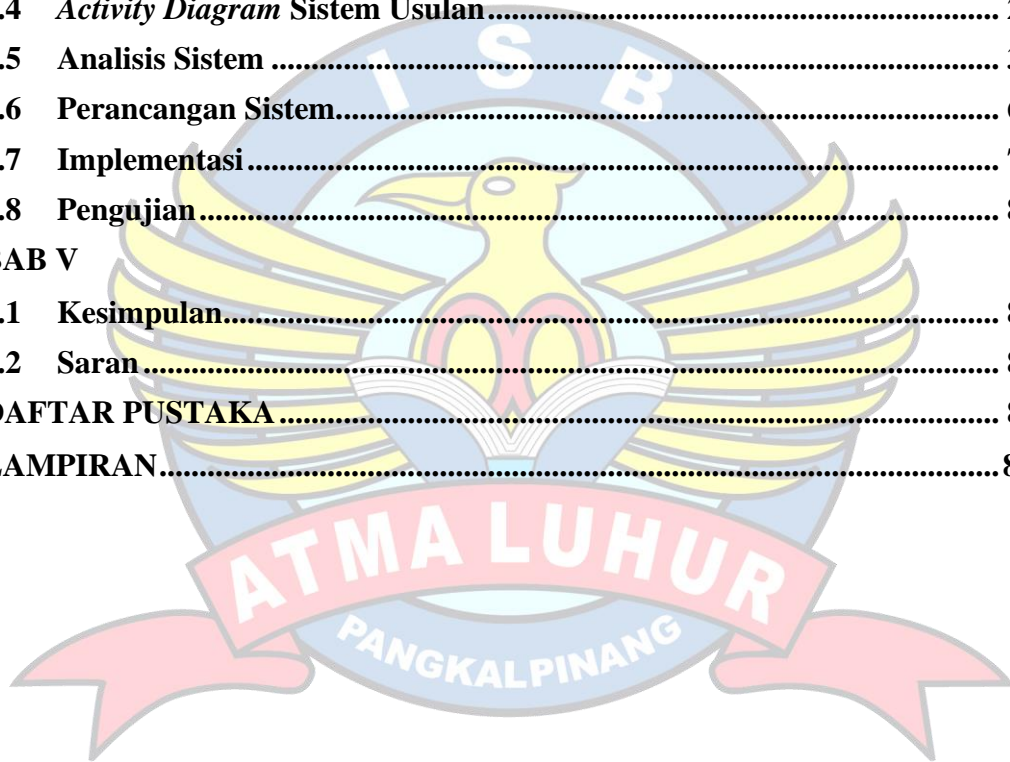 .4 Activity Diagram Sistem Usulan
.5 Analisis Sistem
.6 Perancangan Sistem
.7 Implementasi
.8 Pengujian
BAB V
.1 Kesimpulan
.2 Saran
DAFTAR PUSTAKA
LAMPIRAN
I S B
ATMA LUHUR
PANGKALPINANG